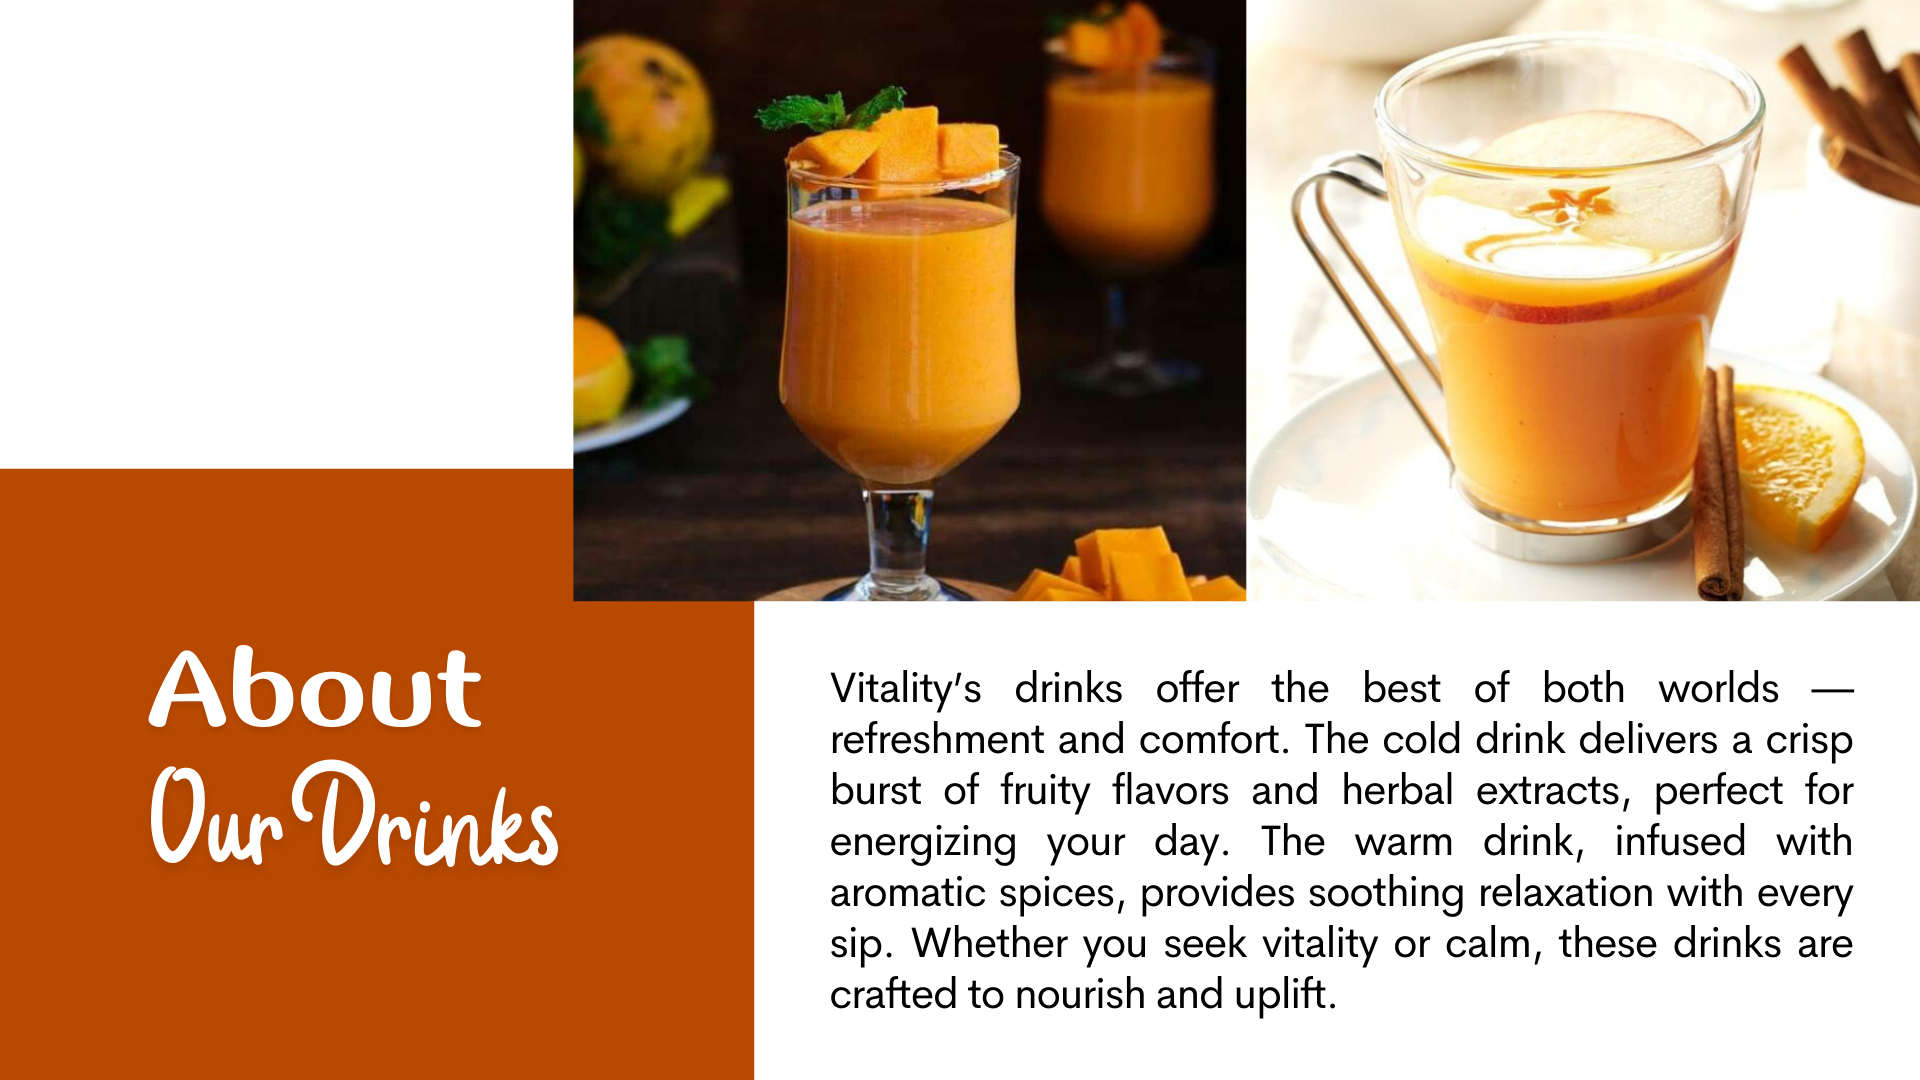 About
Our Drinks
Vitality’s drinks offer the best of both worlds —
refreshment and comfort. The cold drink delivers a crisp
burst of fruity flavors and herbal extracts, perfect for
energizing your day. The warm drink, infused with
aromatic spices, provides soothing relaxation with every
sip. Whether you seek vitality or calm, these drinks are
crafted to nourish and uplift.